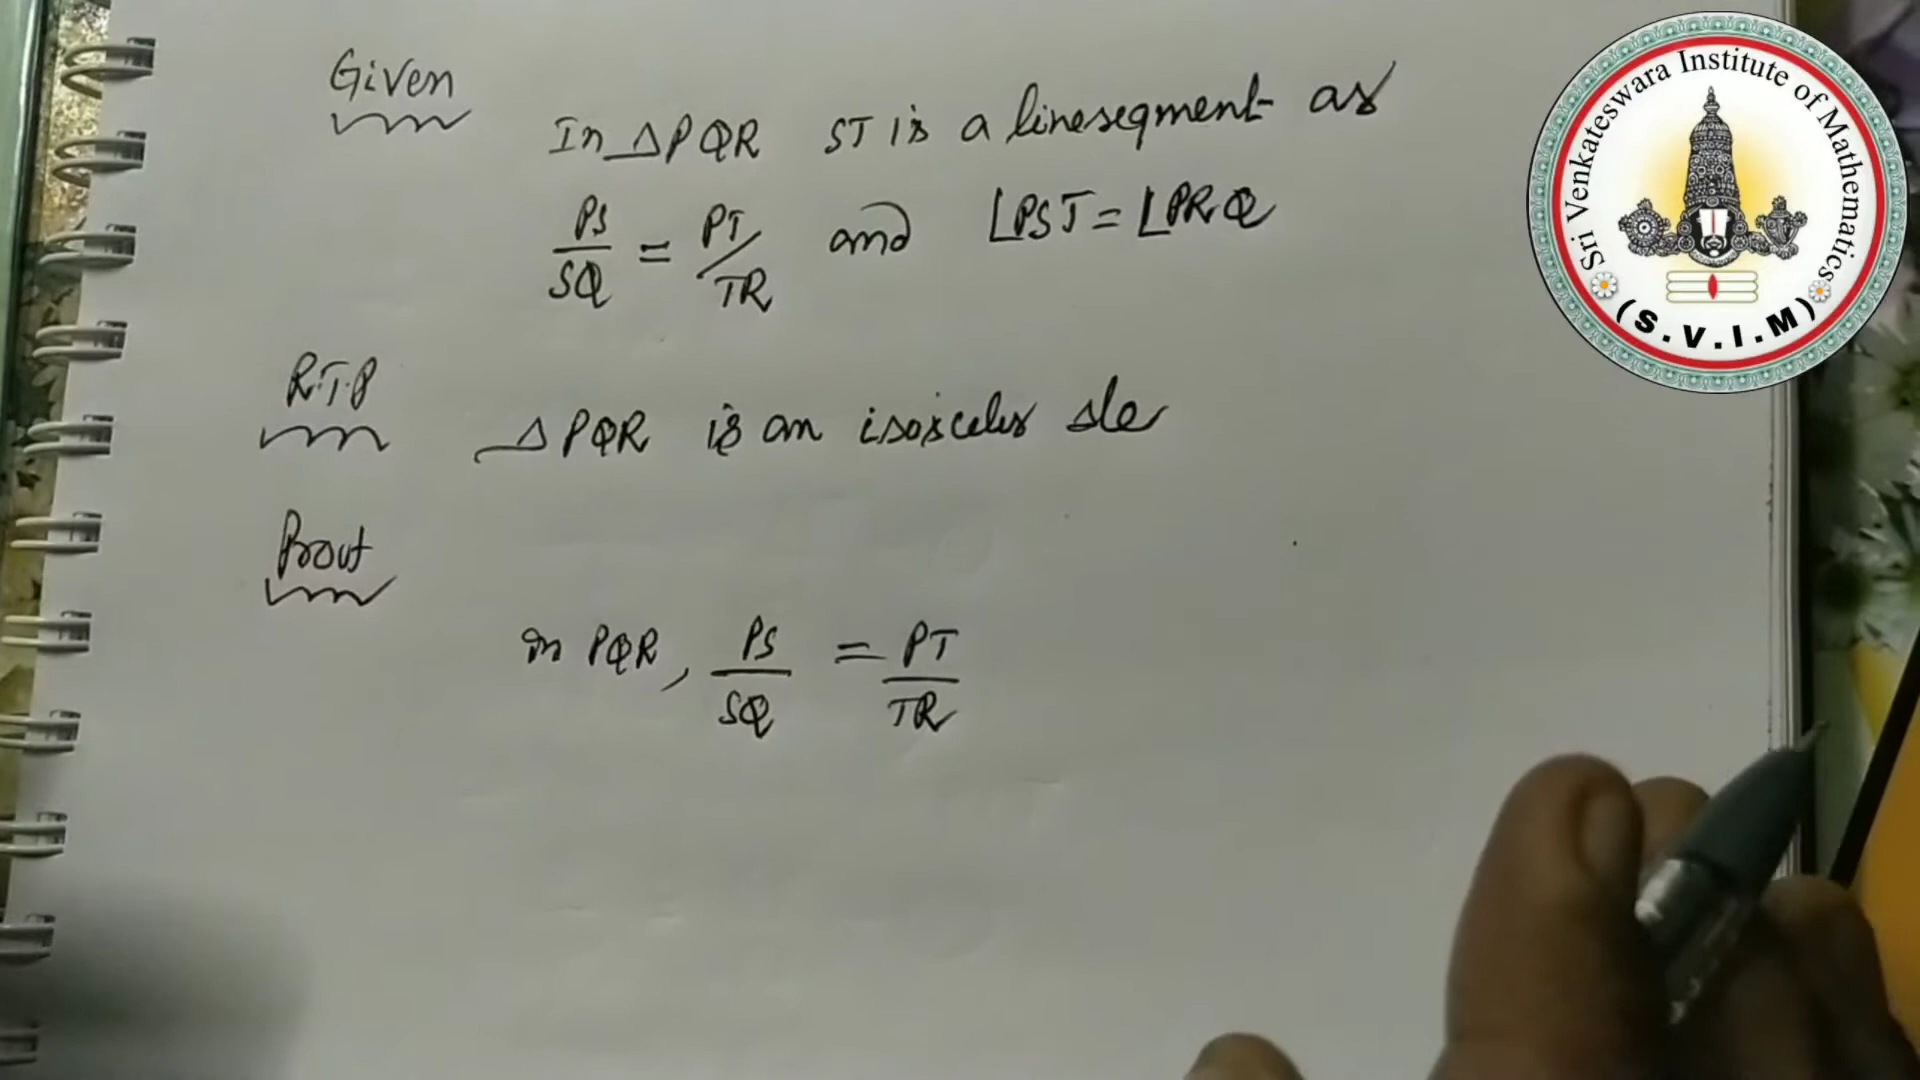 Given
In △PQR ST is a linesegment as
PS/SQ = PT/TR and ∠PST = ∠PRQ
R.T.P
△PQR is an isosceles △le
Proof
In PQR, PS/SQ = PT/TR
Sri Venkateswara Institute of Mathematics
(S.V.I.M)